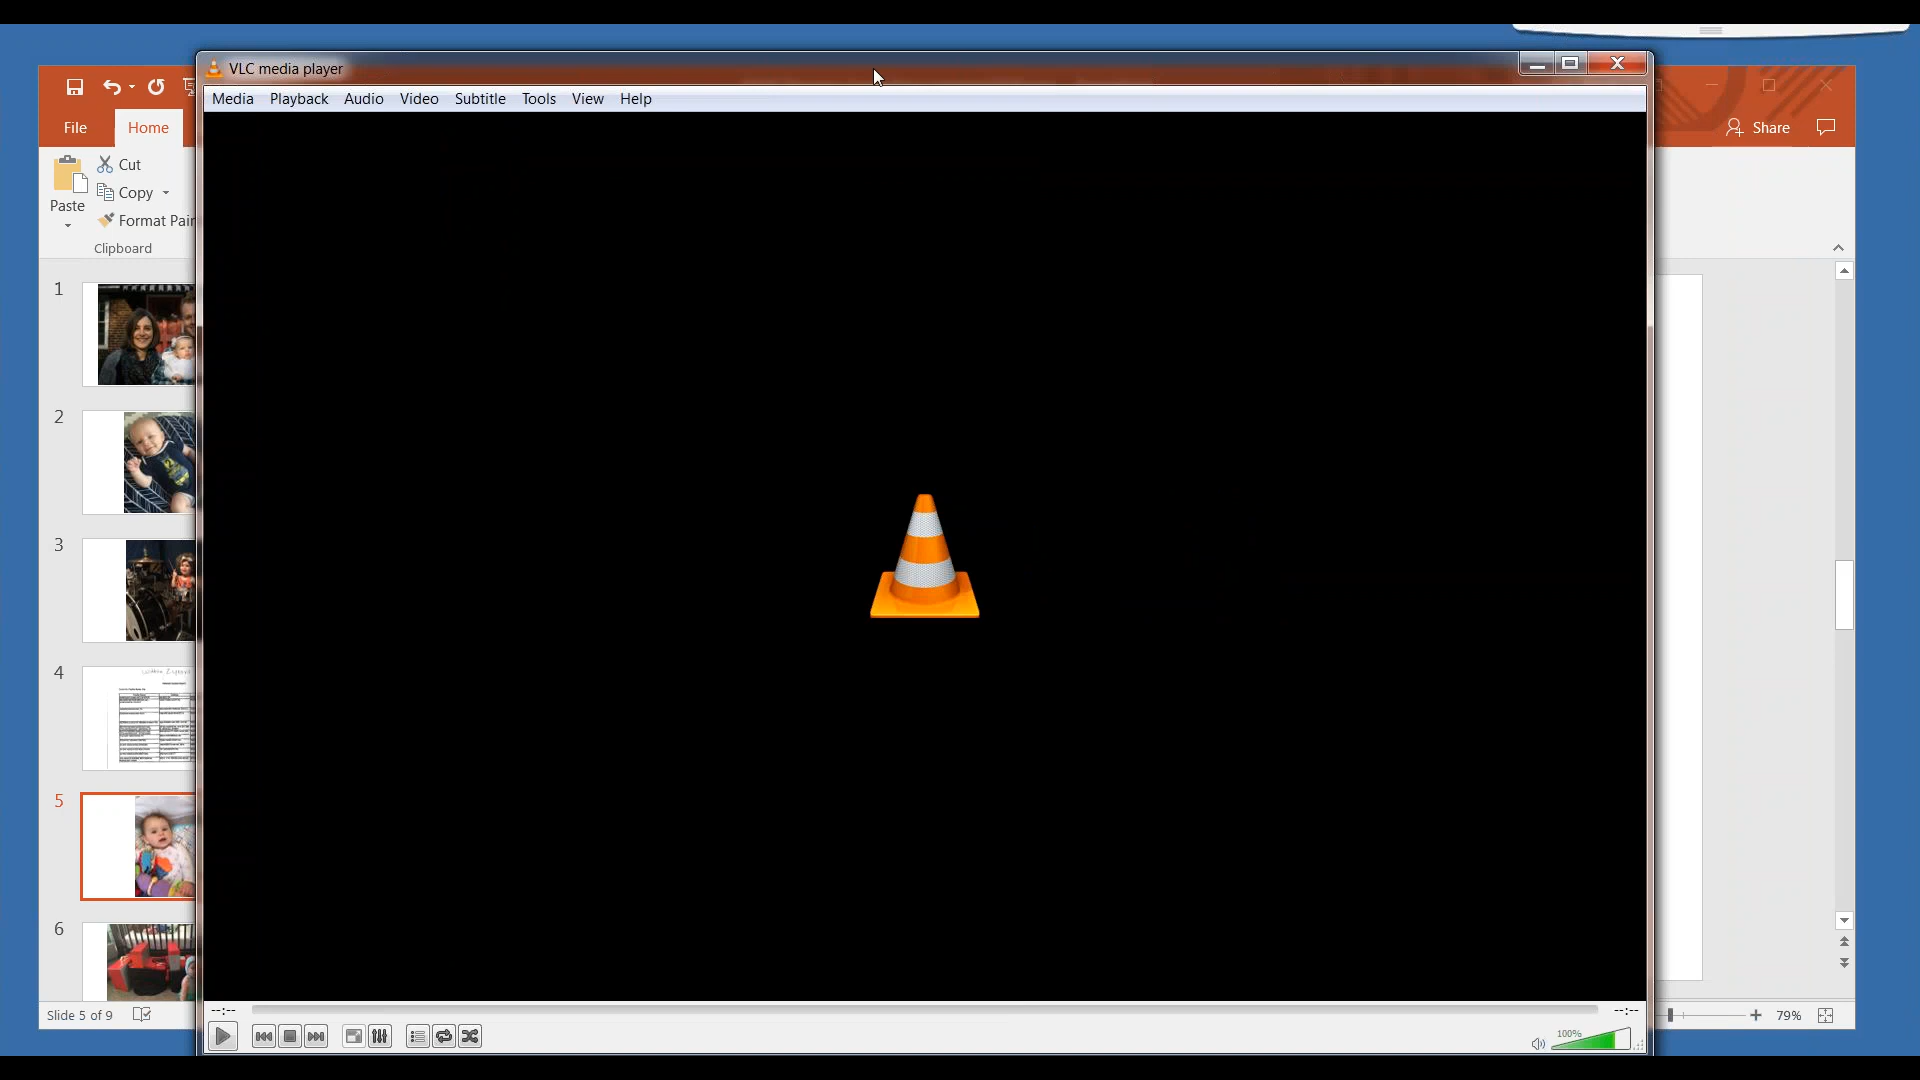 VLC media player
Media Playback Audio Video Subtitle Tools View Help
File Home
Share
Cut
Copy
Paste
Format Pain
Clipboard
1
2
3
4
5
6
--:-- --:--
Slide 5 of 9
100%
79%